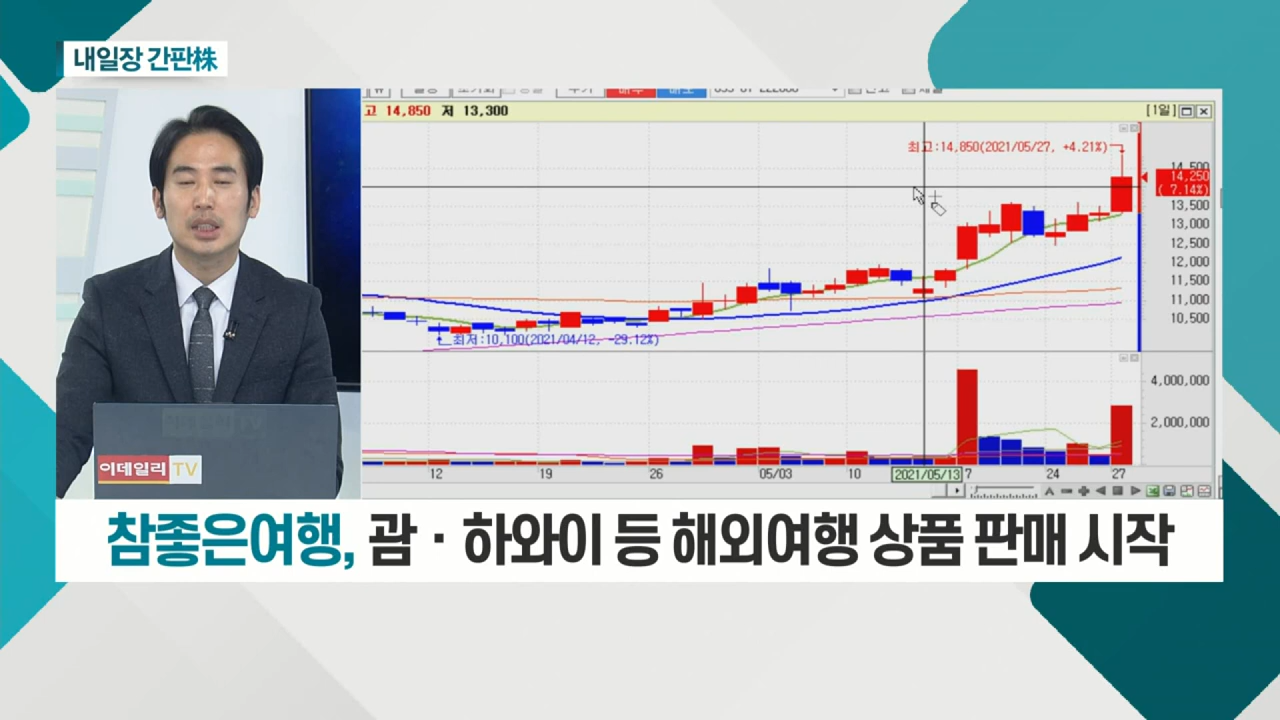 내일장 간판株
고 14,850 저 13,300
[1일]
최고:14,850(2021/05/27, +4.21%)
14,500
14,250
( 7.14%)
13,500
13,000
12,500
12,000
11,500
11,000
10,500
최저:10,100(2021/04/12, -29.12%)
4,000,000
2,000,000
12 19 26 05/03 10 2021/05/13 7 24 27
이데일리 TV
참좋은여행, 괌·하와이 등 해외여행 상품 판매 시작